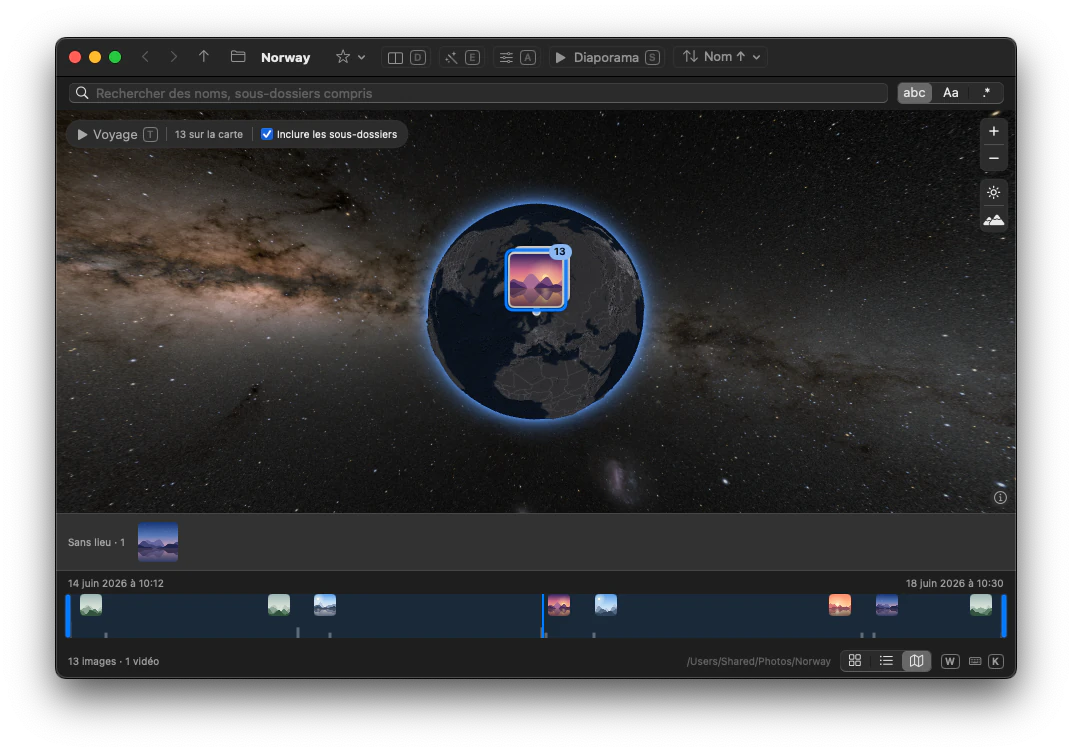 Norway
D
E
A
Diaporama S
Nom
Rechercher des noms, sous-dossiers compris
abc Aa .*
Voyage T
13 sur la carte
Inclure les sous-dossiers
+
−
13
Sans lieu · 1
14 juin 2026 à 10:12
18 juin 2026 à 10:30
13 images · 1 vidéo
/Users/Shared/Photos/Norway
W
K